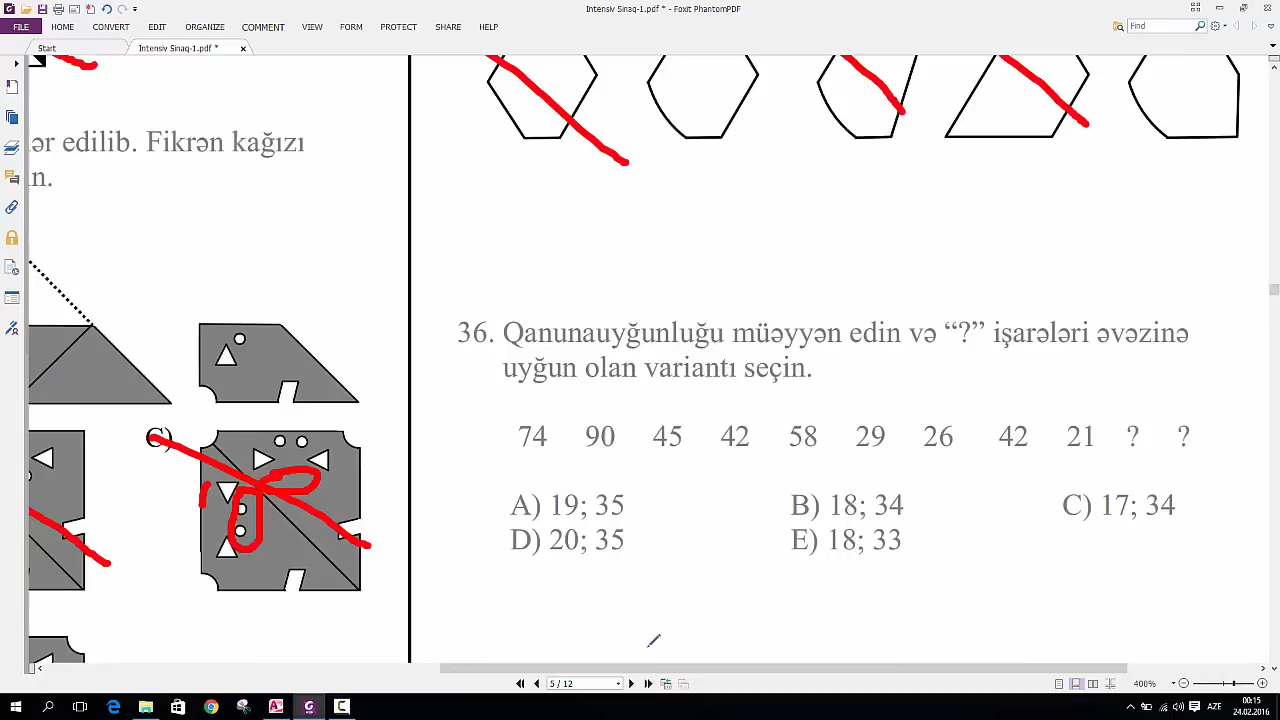 Intensiv Sinaq-1.pdf * - Foxit PhantomPDF
FILE HOME CONVERT EDIT ORGANIZE COMMENT VIEW FORM PROTECT SHARE HELP
Find
Start Intensiv Sinaq-1.pdf *
ər edilib. Fikrən kağızı
n.
C)
36. Qanunauyğunluğu müəyyən edin və “?” işarələri əvəzinə
uyğun olan variantı seçin.
74 90 45 42 58 29 26 42 21 ? ?
A) 19; 35 B) 18; 34 C) 17; 34
D) 20; 35 E) 18; 33
5 / 12
400%
AZE
00:15
24.02.2016